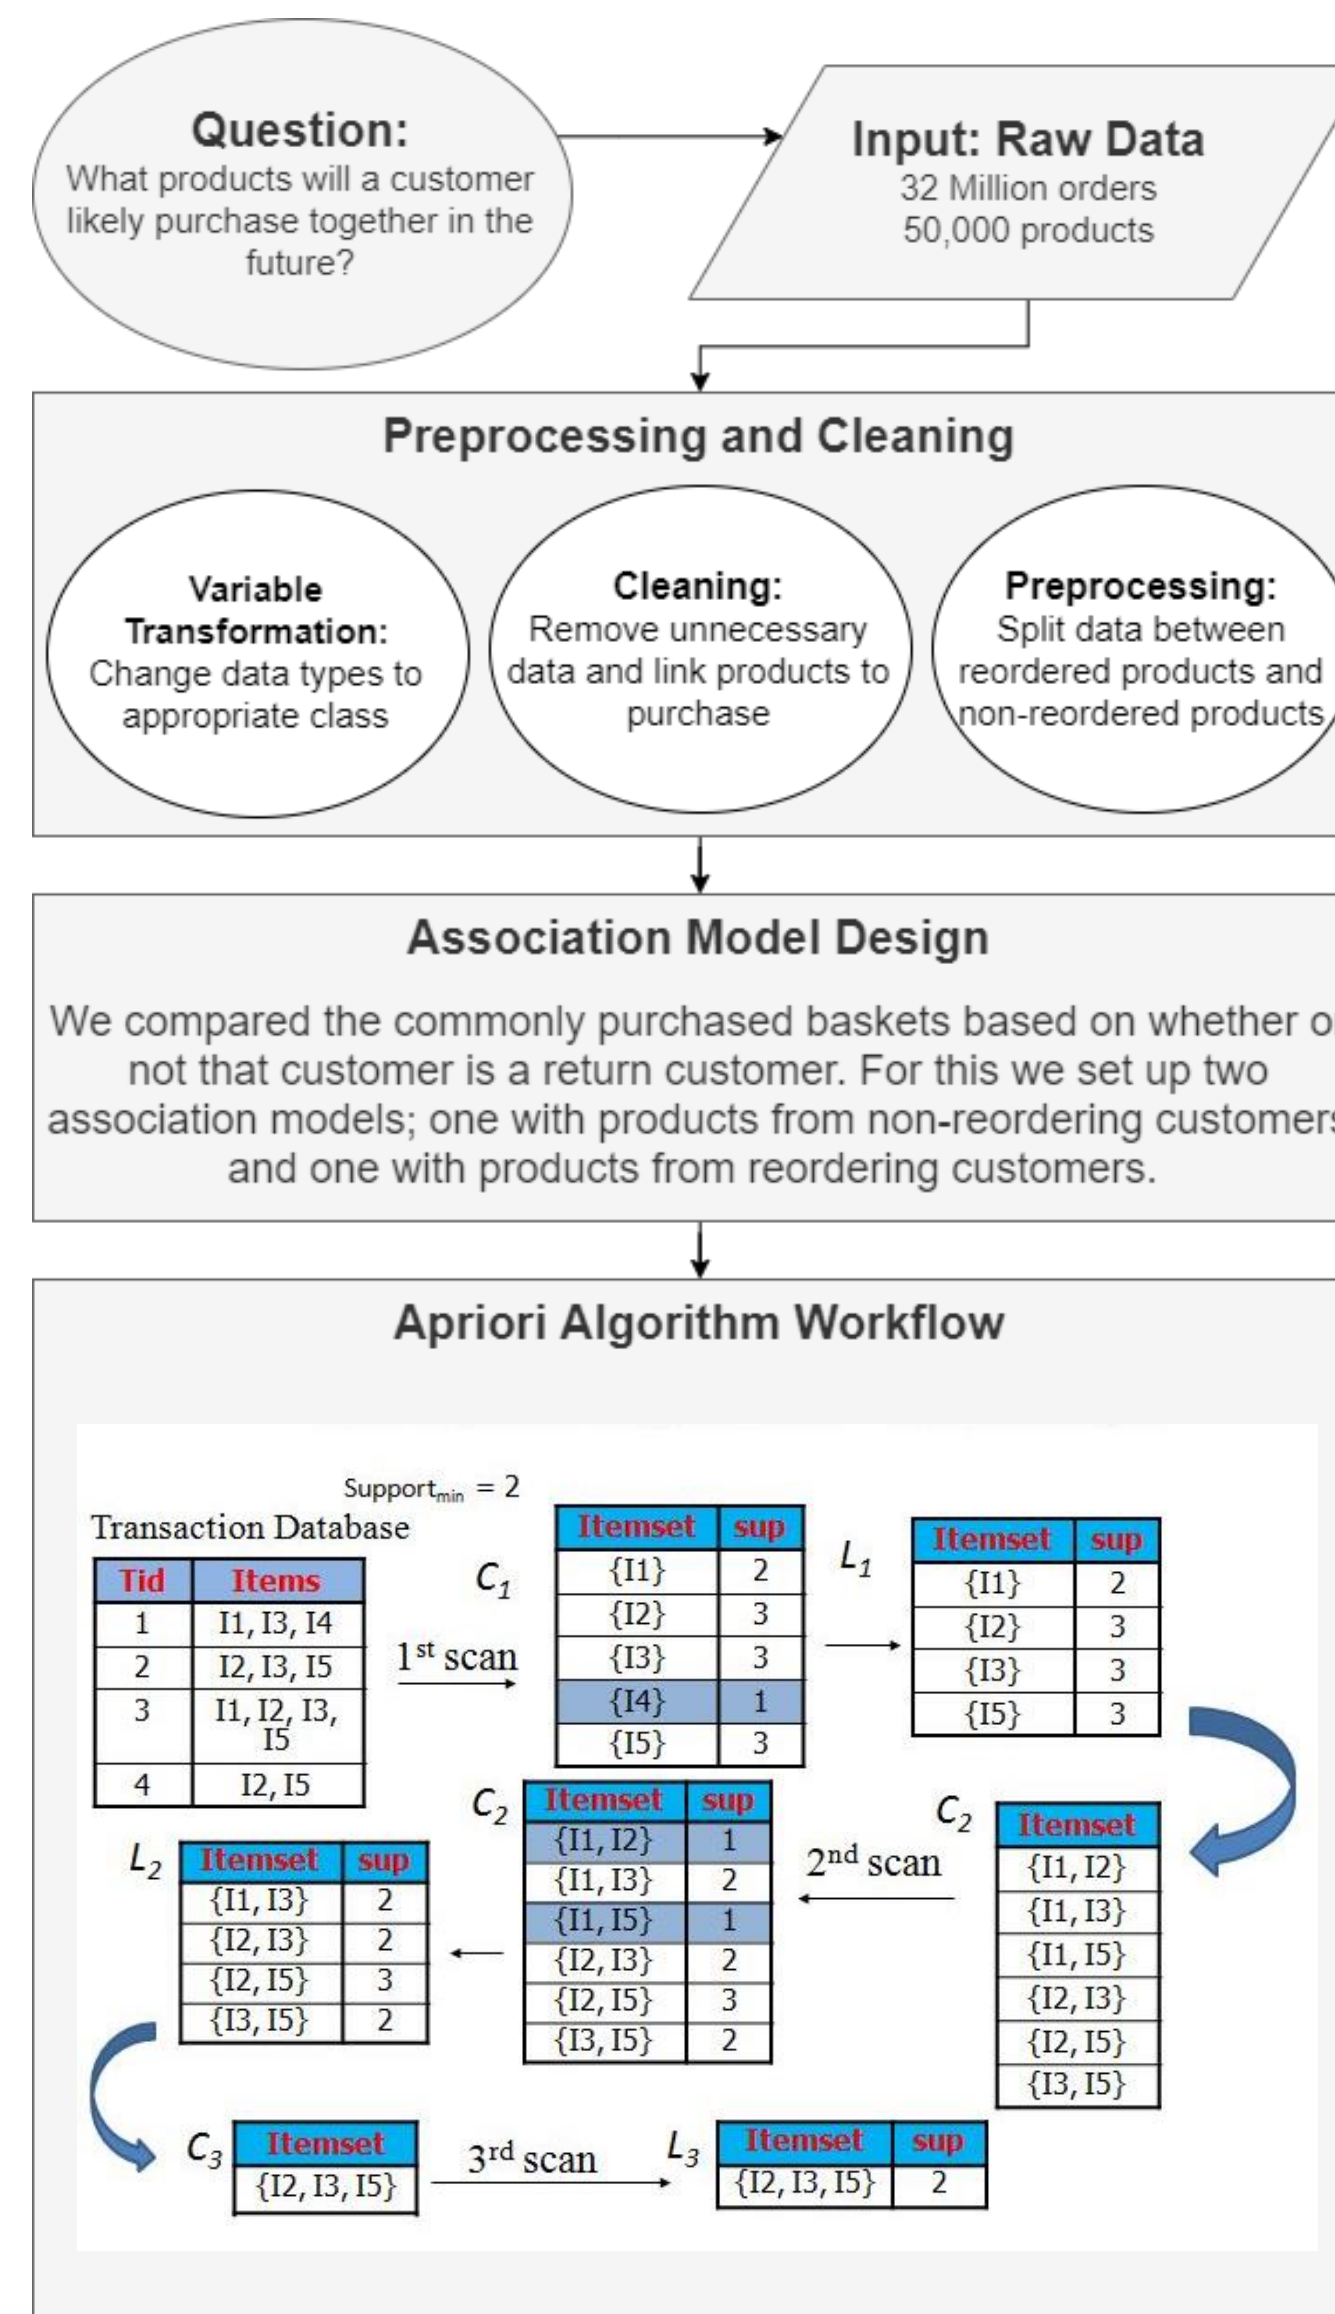 Question:
What products will a customer
likely purchase together in the
future?
Input: Raw Data
32 Million orders
50,000 products
Preprocessing and Cleaning
Variable
Transformation:
Change data types to
appropriate class
Cleaning:
Remove unnecessary
data and link products to
purchase
Preprocessing:
Split data between
reordered products and
non-reordered products
Association Model Design
We compared the commonly purchased baskets based on whether o
not that customer is a return customer. For this we set up two
association models; one with products from non-reordering customers
and one with products from reordering customers.
Apriori Algorithm Workflow
Supportmin = 2
Transaction Database
Tid Items
1 I1, I3, I4
2 I2, I3, I5
3 I1, I2, I3,
I5
4 I2, I5
1st scan
C1
Itemset sup
{I1} 2
{I2} 3
{I3} 3
{I4} 1
{I5} 3
L1
Itemset sup
{I1} 2
{I2} 3
{I3} 3
{I5} 3
C2
Itemset
{I1, I2}
{I1, I3}
{I1, I5}
{I2, I3}
{I2, I5}
{I3, I5}
2nd scan
C2
Itemset sup
{I1, I2} 1
{I1, I3} 2
{I1, I5} 1
{I2, I3} 2
{I2, I5} 3
{I3, I5} 2
L2
Itemset sup
{I1, I3} 2
{I2, I3} 2
{I2, I5} 3
{I3, I5} 2
C3
Itemset
{I2, I3, I5}
3rd scan
L3
Itemset sup
{I2, I3, I5} 2